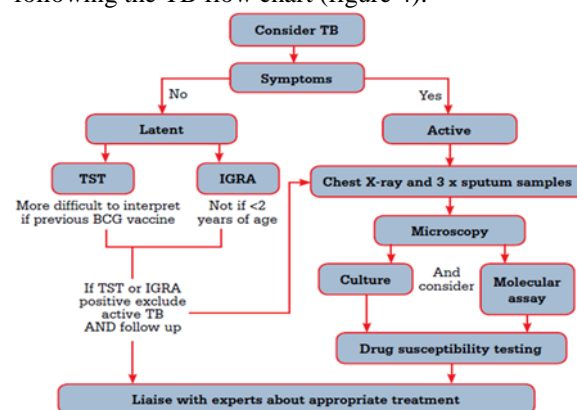 following the TB flow chart (figure 4).
Consider TB
Symptoms
No
Yes
Latent
Active
TST
IGRA
Chest X-ray and 3 x sputum samples
More difficult to interpret
if previous BCG vaccine
Not if <2
years of age
Microscopy
Culture
And
consider
Molecular
assay
If TST or IGRA
positive exclude
active TB
AND follow up
Drug susceptibility testing
Liaise with experts about appropriate treatment